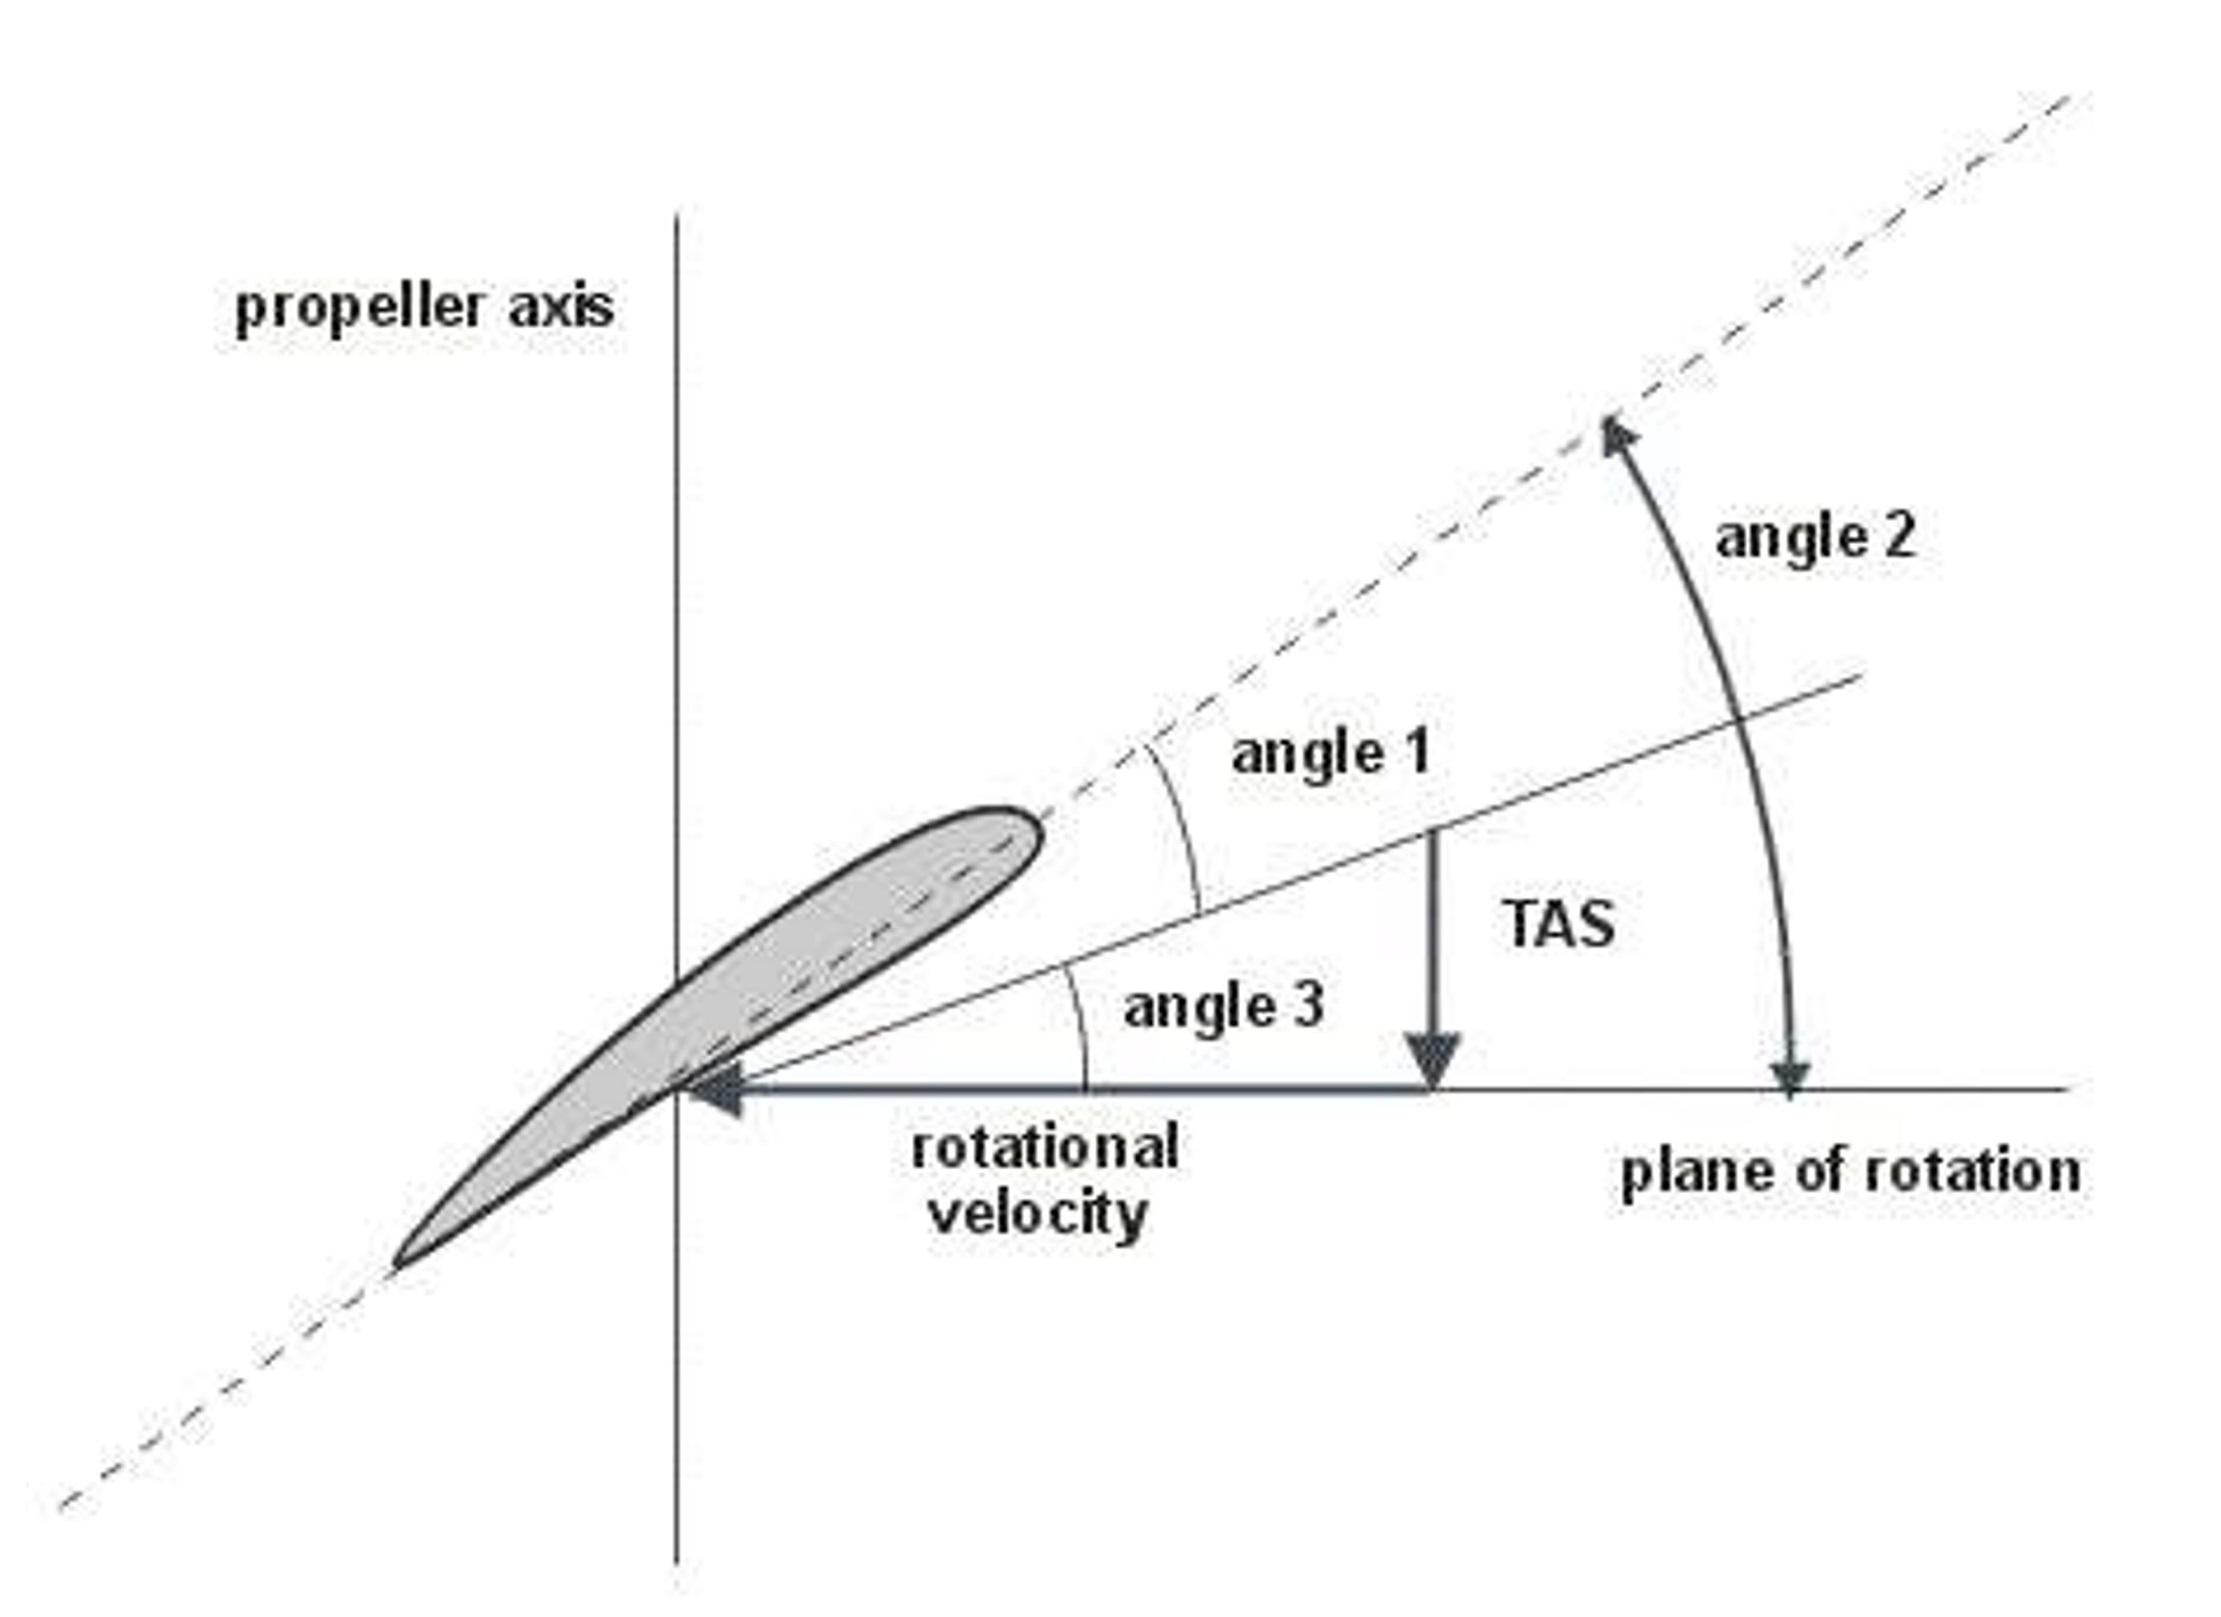 propeller axis
angle 2
angle 1
TAS
angle 3
rotational
velocity
plane of rotation